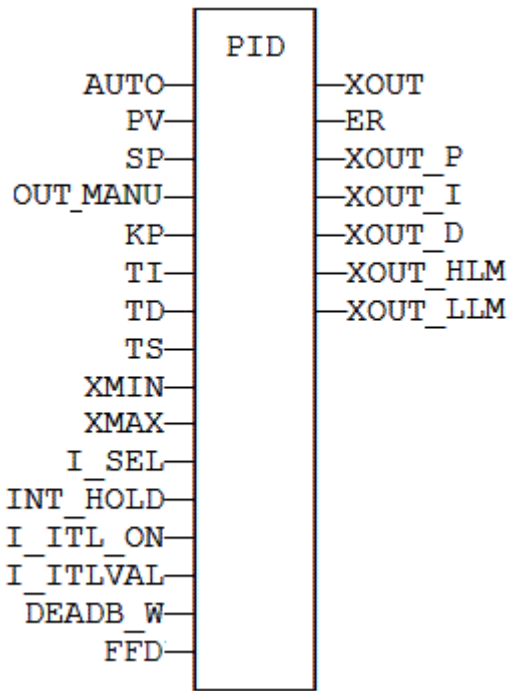 PID
AUTO XOUT
PV ER
SP XOUT_P
OUT_MANU XOUT_I
KP XOUT_D
TI XOUT_HLM
TD XOUT_LLM
TS
XMIN
XMAX
I_SEL
INT_HOLD
I_ITL_ON
I_ITLVAL
DEADB_W
FFD